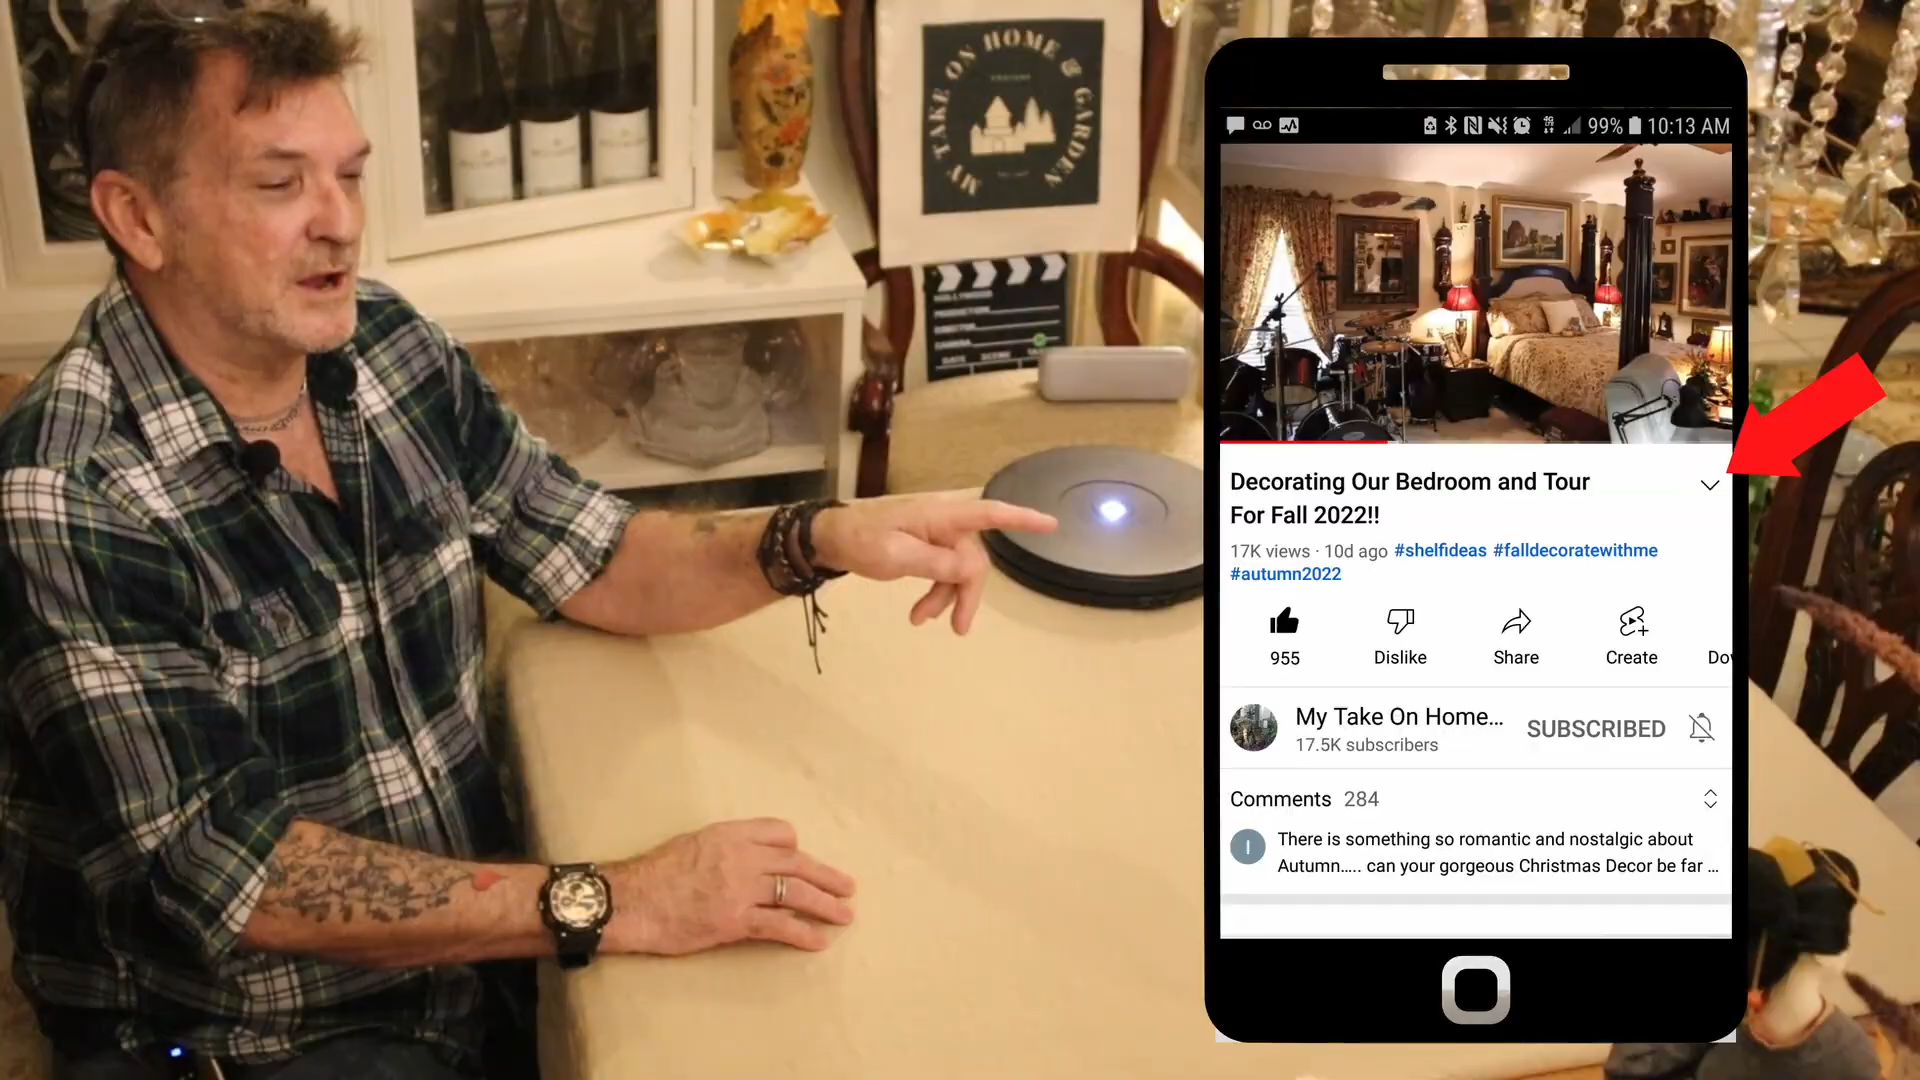 MY TAKE ON HOME & GARDEN
99% 10:13 AM
Decorating Our Bedroom and Tour
For Fall 2022!!
17K views · 10d ago #shelfideas #falldecoratewithme
#autumn2022
955 Dislike Share Create Do
My Take On Home... SUBSCRIBED
17.5K subscribers
Comments 284
I
There is something so romantic and nostalgic about
Autumn..... can your gorgeous Christmas Decor be far ...